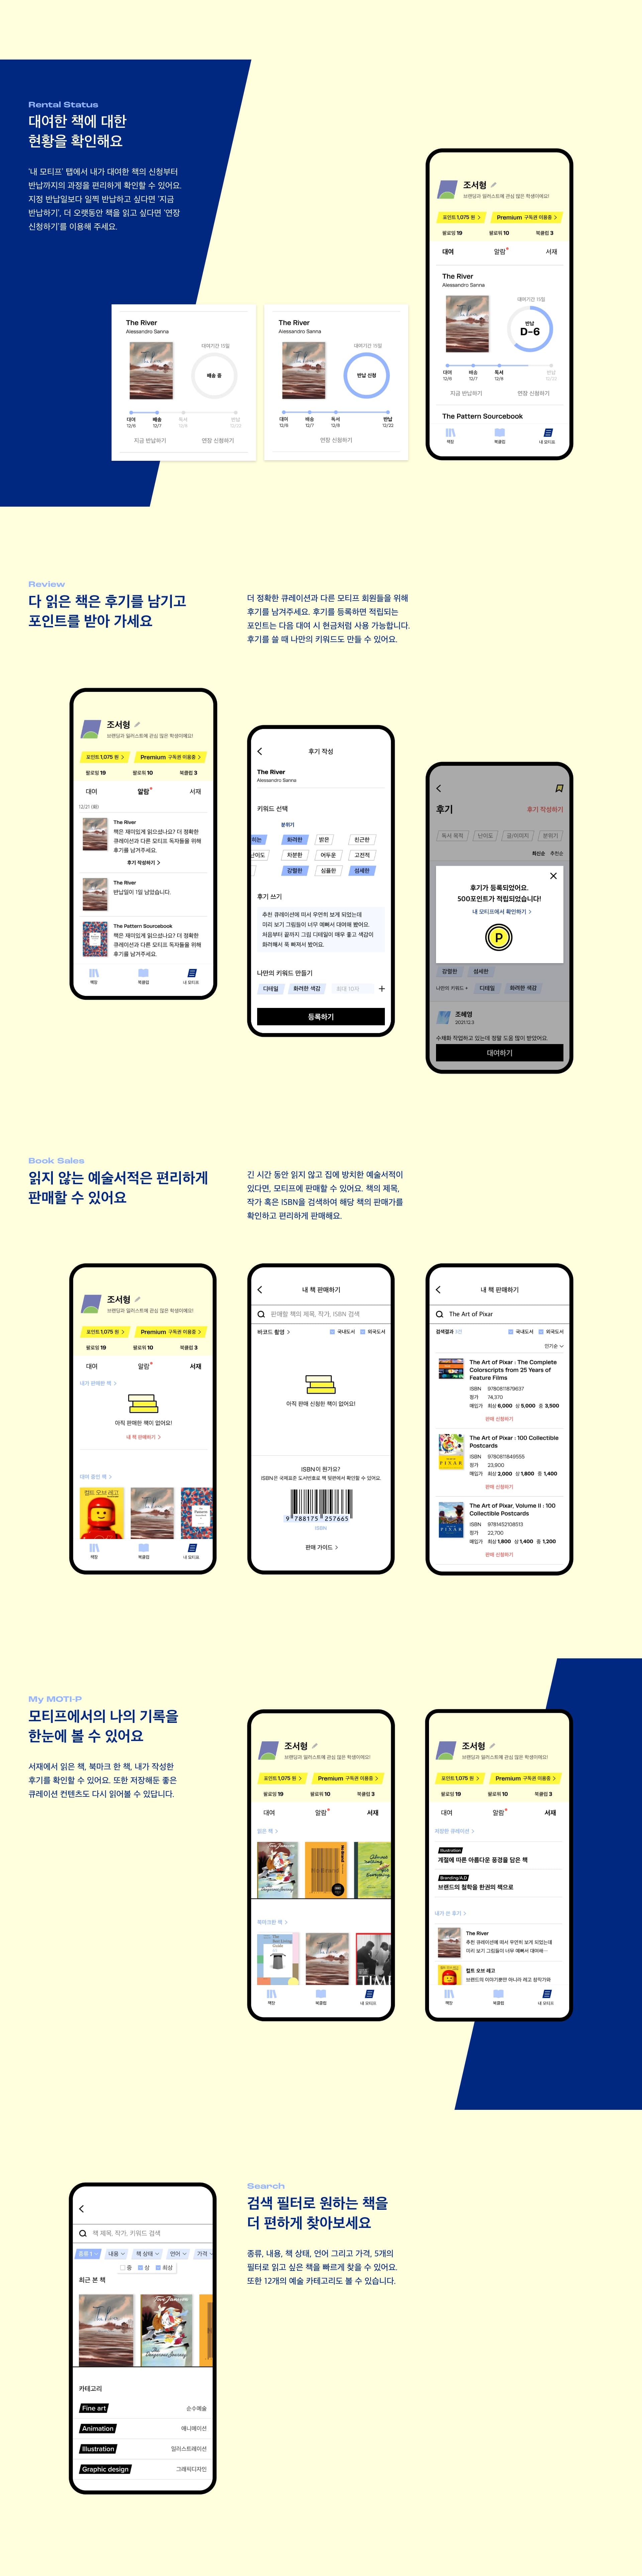 Rental Status
대여한 책에 대한
현황을 확인해요
'내 모티프' 탭에서 내가 대여한 책의 신청부터
반납까지의 과정을 편리하게 확인할 수 있어요.
지정 반납일보다 일찍 반납하고 싶다면 '지금
반납하기', 더 오랫동안 책을 읽고 싶다면 '연장
신청하기'를 이용해 주세요.
The River
Alessandro Sanna
대여기간 15일
배송 중
대여 배송 독서 반납
12/6 12/7 12/8 12/22
지금 반납하기 연장 신청하기
The River
Alessandro Sanna
대여기간 15일
반납 신청
대여 배송 독서 반납
12/6 12/7 12/8 12/22
연장 신청하기
조서형
브랜딩과 일러스트에 관심 많은 학생이에요!
포인트 1,075 원 > Premium 구독권 이용중 >
팔로잉 19 팔로워 10 북클럽 3
대여 알람 서재
The River
Alessandro Sanna
대여기간 15일
반납
D-6
대여 배송 독서 반납
12/6 12/7 12/8 12/22
지금 반납하기 연장 신청하기
The Pattern Sourcebook
책장 북클럽 내 모티프
Review
다 읽은 책은 후기를 남기고
포인트를 받아 가세요
더 정확한 큐레이션과 다른 모티프 회원들을 위해
후기를 남겨주세요. 후기를 등록하면 적립되는
포인트는 다음 대여 시 현금처럼 사용 가능합니다.
후기를 쓸 때 나만의 키워드도 만들 수 있어요.
조서형
브랜딩과 일러스트에 관심 많은 학생이에요!
포인트 1,075 원 > Premium 구독권 이용중 >
팔로잉 19 팔로워 10 북클럽 3
대여 알람 서재
12/21 (화)
The River
책은 재미있게 읽으셨나요? 더 정확한
큐레이션과 다른 모티프 독자들을 위해
후기를 남겨주세요.
후기 작성하기 >
The River
반납일이 1일 남았습니다.
The Pattern Sourcebook
책은 재미있게 읽으셨나요? 더 정확한
큐레이션과 다른 모티프 독자들을 위해
후기를 남겨주세요.
책장 북클럽 내 모티프
후기 작성
The River
Alessandro Sanna
키워드 선택
분위기
화려한 밝은 친근한
난이도 차분한 어두운 고전적
강렬한 심플한 섬세한
후기 쓰기
추천 큐레이션에 떠서 우연히 보게 되었는데
미리 보기 그림들이 너무 예뻐서 대여해 봤어요.
처음부터 끝까지 그림 디테일이 매우 좋고 색감이
화려해서 푹 빠져서 봤어요.
나만의 키워드 만들기
디테일 화려한 색감 최대 10자 +
등록하기
후기 후기 작성하기
독서 목적 난이도 글/이미지 분위기
최신순 추천순
후기가 등록되었어요.
500포인트가 적립되었습니다!
내 모티프에서 확인하기 >
P
강렬한 섬세한
나만의 키워드 + 디테일 화려한 색감
조혜영
2021.12.3
수채화 작업하고 있는데 정말 도움 많이 받았어요.
대여하기
Book Sales
읽지 않는 예술서적은 편리하게
판매할 수 있어요
긴 시간 동안 읽지 않고 집에 방치한 예술서적이
있다면, 모티프에 판매할 수 있어요. 책의 제목,
작가 혹은 ISBN을 검색하여 해당 책의 판매가를
확인하고 편리하게 판매해요.
조서형
브랜딩과 일러스트에 관심 많은 학생이에요!
포인트 1,075 원 > Premium 구독권 이용중 >
팔로잉 19 팔로워 10 북클럽 3
대여 알람 서재
내가 판매한 책 >
아직 판매한 책이 없어요!
내 책 판매하기 >
대여 중인 책 >
컬트 오브 레고
책장 북클럽 내 모티프
내 책 판매하기
판매할 책의 제목, 작가, ISBN 검색
바코드 촬영 > 국내도서 외국도서
아직 판매 신청한 책이 없어요!
ISBN이 뭔가요?
ISBN은 국제표준 도서번호로 책 뒷면에서 확인할 수 있어요.
9 788175 257665
ISBN
판매 가이드 >
내 책 판매하기
The Art of Pixar
검색결과 국내도서 외국도서
인기순
The Art of Pixar : The Complete
Colorscripts from 25 Years of
Feature Films
ISBN 9780811879637
정가 74,370
매입가 최상 6,000 상 5,000 중 3,500
판매 신청하기
The Art of Pixar : 100 Collectible
Postcards
ISBN 9780811849555
정가 23,900
매입가 최상 2,000 상 1,800 중 1,400
판매 신청하기
The Art of Pixar, Volume II : 100
Collectible Postcards
ISBN 9781452108513
정가 22,700
매입가 최상 1,800 상 1,400 중 1,200
판매 신청하기
My MOTI-P
모티프에서의 나의 기록을
한눈에 볼 수 있어요
서재에서 읽은 책, 북마크 한 책, 내가 작성한
후기를 확인할 수 있어요. 또한 저장해둔 좋은
큐레이션 컨텐츠도 다시 읽어볼 수 있답니다.
조서형
브랜딩과 일러스트에 관심 많은 학생이에요!
포인트 1,075 원 > Premium 구독권 이용중 >
팔로잉 19 팔로워 10 북클럽 3
대여 알람 서재
읽은 책 >
북마크한 책 >
TIME
책장 북클럽 내 모티프
조서형
브랜딩과 일러스트에 관심 많은 학생이에요!
포인트 1,075 원 > Premium 구독권 이용중 >
팔로잉 19 팔로워 10 북클럽 3
대여 알람 서재
저장한 큐레이션 >
Illustration
계절에 따른 아름다운 풍경을 담은 책
Branding/A.D
브랜드의 철학을 한권의 책으로
내가 쓴 후기 >
The River
추천 큐레이션에 떠서 우연히 보게 되었는데
미리 보기 그림들이 너무 예뻐서 대여해···
컬트 오브 레고
브랜드의 이야기뿐만 아니라 레고 창작가와
책장 북클럽 내 모티프
Search
검색 필터로 원하는 책을
더 편하게 찾아보세요
종류, 내용, 책 상태, 언어 그리고 가격, 5개의
필터로 읽고 싶은 책을 빠르게 찾을 수 있어요.
또한 12개의 예술 카테고리도 볼 수 있습니다.
책 제목, 작가, 키워드 검색
종류 1 내용 책 상태 언어 가격
중 상 최상
최근 본 책
카테고리
Fine art 순수예술
Animation 애니메이션
Illustration 일러스트레이션
Graphic design 그래픽디자인